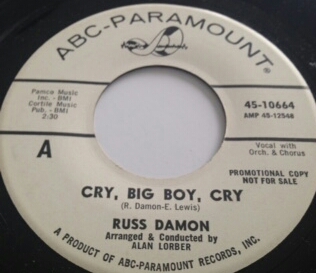 ABC-PARAMOUNT®
Pamco Music
Inc. - BMI
Cortile Music
Pub. - BMI
2:30
45-10664
AMP 45-12548
A
Vocal with
Orch. & Chorus
PROMOTIONAL COPY
NOT FOR SALE
CRY, BIG BOY, CRY
(R. Damon-E. Lewis)
RUSS DAMON
Arranged & Conducted by
ALAN LORBER
A PRODUCT OF ABC-PARAMOUNT RECORDS, INC.